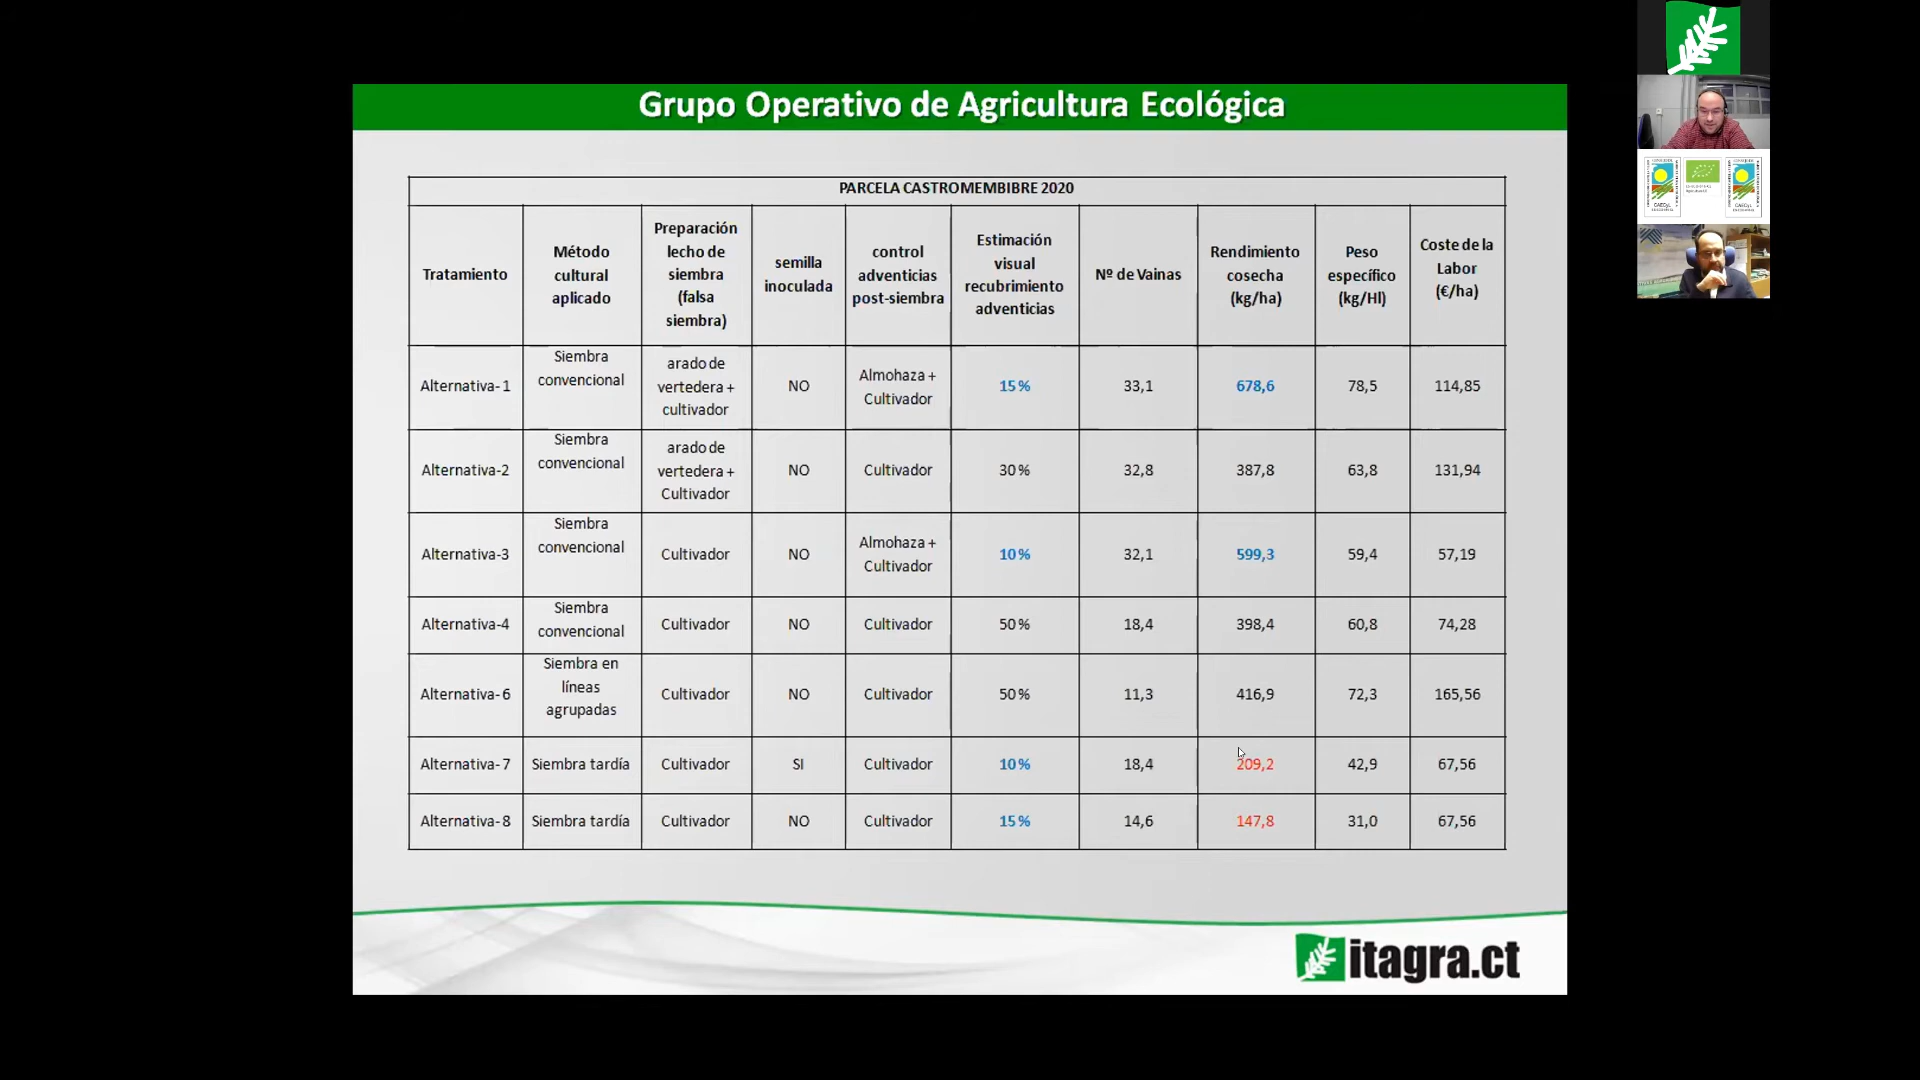 Grupo Operativo de Agricultura Ecológica
PARCELA CASTROMEMBIBRE 2020
Tratamiento
Método
cultural
aplicado
Preparación
lecho de
siembra
(falsa
siembra)
semilla
inoculada
control
adventicias
post-siembra
Estimación
visual
recubrimiento
adventicias
Nº de Vainas
Rendimiento
cosecha
(kg/ha)
Peso
específico
(kg/Hl)
Coste de la
Labor
(€/ha)
Alternativa-1
Siembra
convencional
arado de
vertedera +
cultivador
NO
Almohaza +
Cultivador
15%
33,1
678,6
78,5
114,85
Alternativa-2
Siembra
convencional
arado de
vertedera +
Cultivador
NO
Cultivador
30%
32,8
387,8
63,8
131,94
Alternativa-3
Siembra
convencional
Cultivador
NO
Almohaza +
Cultivador
10%
32,1
599,3
59,4
57,19
Alternativa-4
Siembra
convencional
Cultivador
NO
Cultivador
50%
18,4
398,4
60,8
74,28
Alternativa-6
Siembra en
líneas
agrupadas
Cultivador
NO
Cultivador
50%
11,3
416,9
72,3
165,56
Alternativa-7
Siembra tardía
Cultivador
SI
Cultivador
10%
18,4
209,2
42,9
67,56
Alternativa-8
Siembra tardía
Cultivador
NO
Cultivador
15%
14,6
147,8
31,0
67,56
itagra.ct
CAECyL
CAECyL